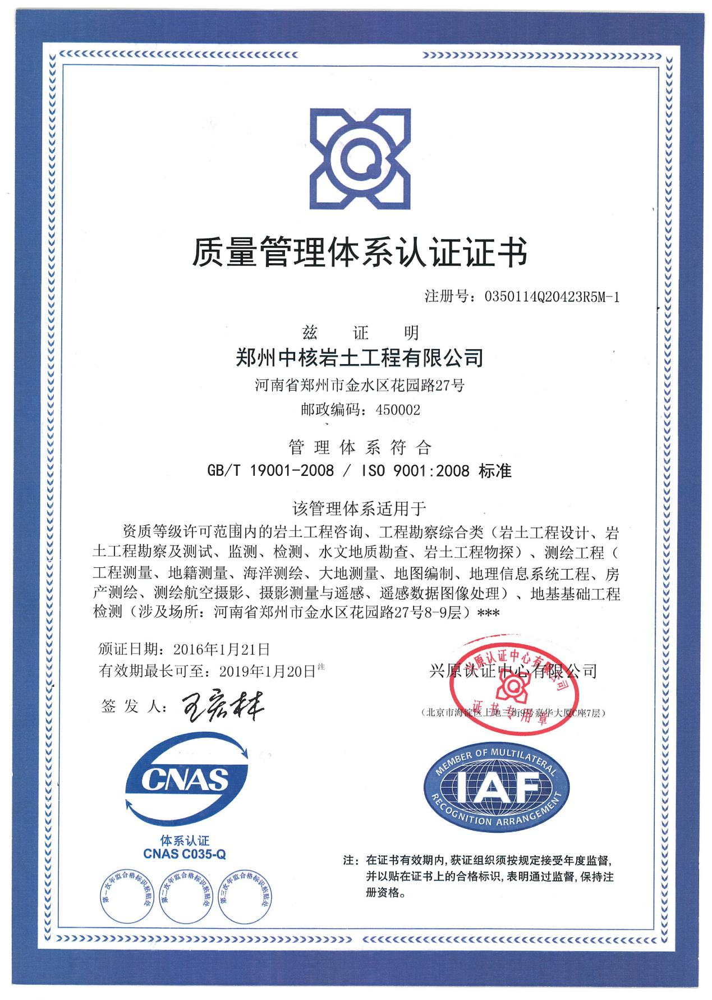 质量管理体系认证证书
注册号：0350114Q20423R5M-1
兹 证 明
郑州中核岩土工程有限公司
河南省郑州市金水区花园路27号
邮政编码：450002
管 理 体 系 符 合
GB/T 19001-2008 / ISO 9001:2008 标准
该管理体系适用于
资质等级许可范围内的岩土工程咨询、工程勘察综合类（岩土工程设计、岩
土工程勘察及测试、监测、检测、水文地质勘查、岩土工程物探）、测绘工程（
工程测量、地籍测量、海洋测绘、大地测量、地图编制、地理信息系统工程、房
产测绘、测绘航空摄影、摄影测量与遥感、遥感数据图像处理）、地基基础工程
检测（涉及场所：河南省郑州市金水区花园路27号8-9层）***
颁证日期：2016年1月21日
有效期最长可至：2019年1月20日注
签 发 人：王宏林
兴原认证中心有限公司
（北京市海淀区上地三街9号嘉华大厦C座7层）
兴原认证中心有限公司
证书专用章
CNAS
体系认证
CNAS C035-Q
MEMBER OF MULTILATERAL
IAF
RECOGNITION ARRANGEMENT
第一次年监合格标识粘贴处
第二次年监合格标识粘贴处
第三次年监合格标识粘贴处
注：在证书有效期内,获证组织须按规定接受年度监督,
并以贴在证书上的合格标识,表明通过监督,保持注
册资格。